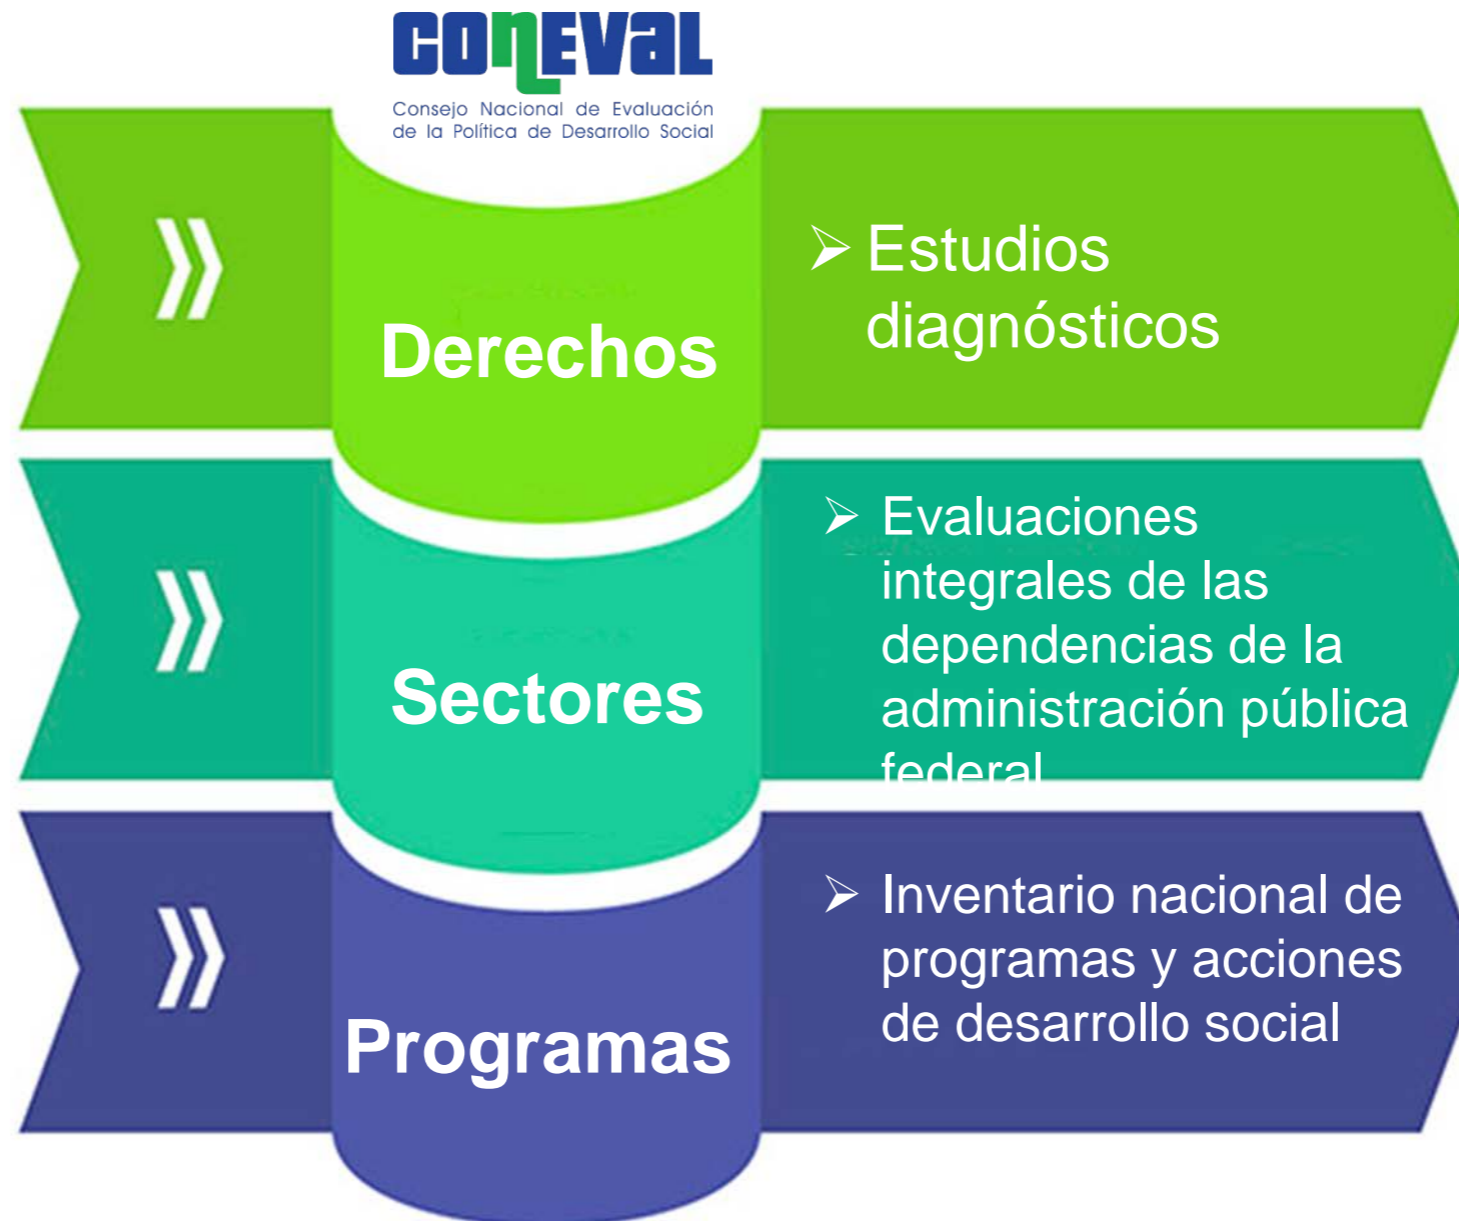 CONEVAL
Consejo Nacional de Evaluación
de la Política de Desarrollo Social
Derechos
➢ Estudios
diagnósticos
Sectores
➢ Evaluaciones
integrales de las
dependencias de la
administración pública
federal
Programas
➢ Inventario nacional de
programas y acciones
de desarrollo social